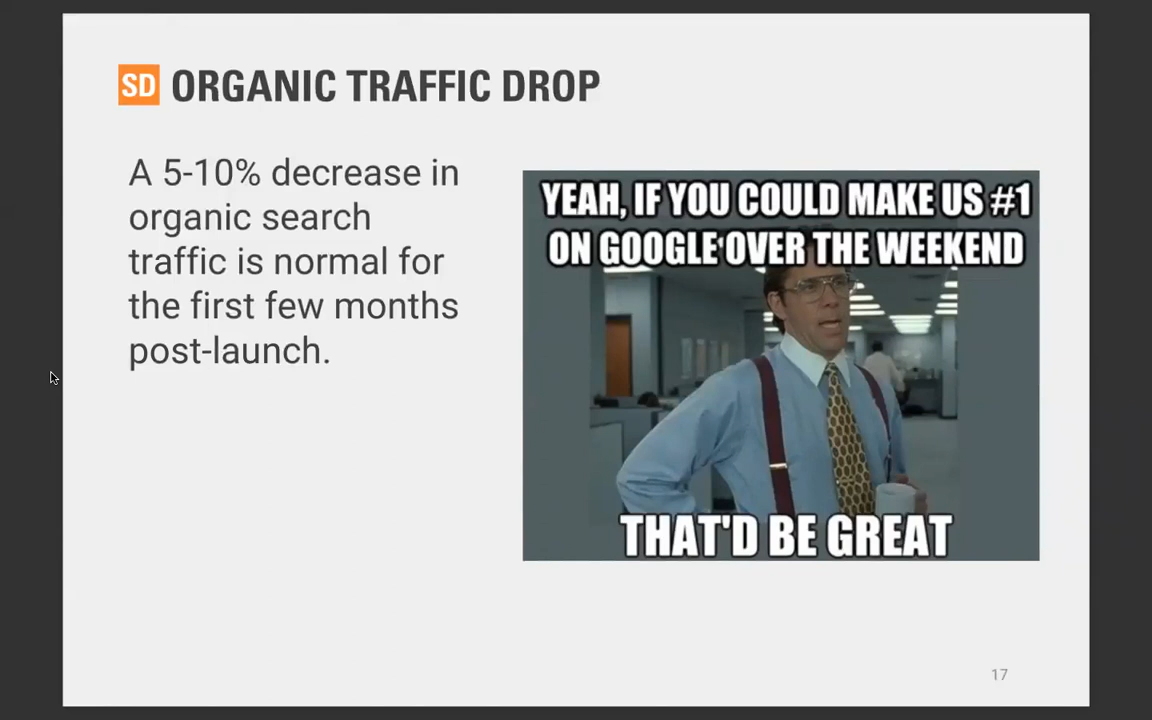 SD ORGANIC TRAFFIC DROP
A 5-10% decrease in
organic search
traffic is normal for
the first few months
post-launch.
YEAH, IF YOU COULD MAKE US #1
ON GOOGLE OVER THE WEEKEND
THAT'D BE GREAT
17